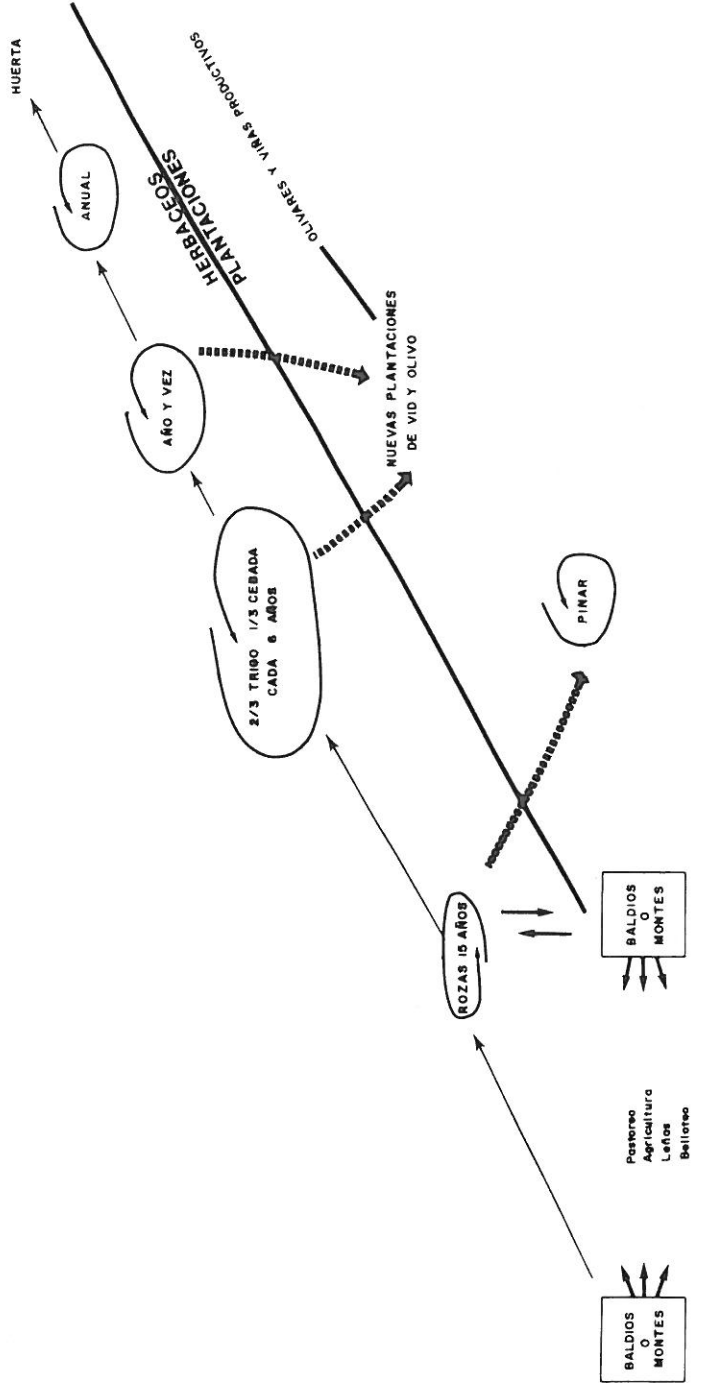 HUERTA
ANUAL
AÑO Y VEZ
2/3 TRIGO 1/3 CEBADA
CADA 6 AÑOS
ROZAS 15 AÑOS
HERBACEOS
PLANTACIONES
OLIVARES Y VIÑAS PRODUCTIVOS
NUEVAS PLANTACIONES
DE VID Y OLIVO
PINAR
BALDIOS
O
MONTES
Pastoreo
Agricultura
Leñas
Belloteo
BALDIOS
O
MONTES